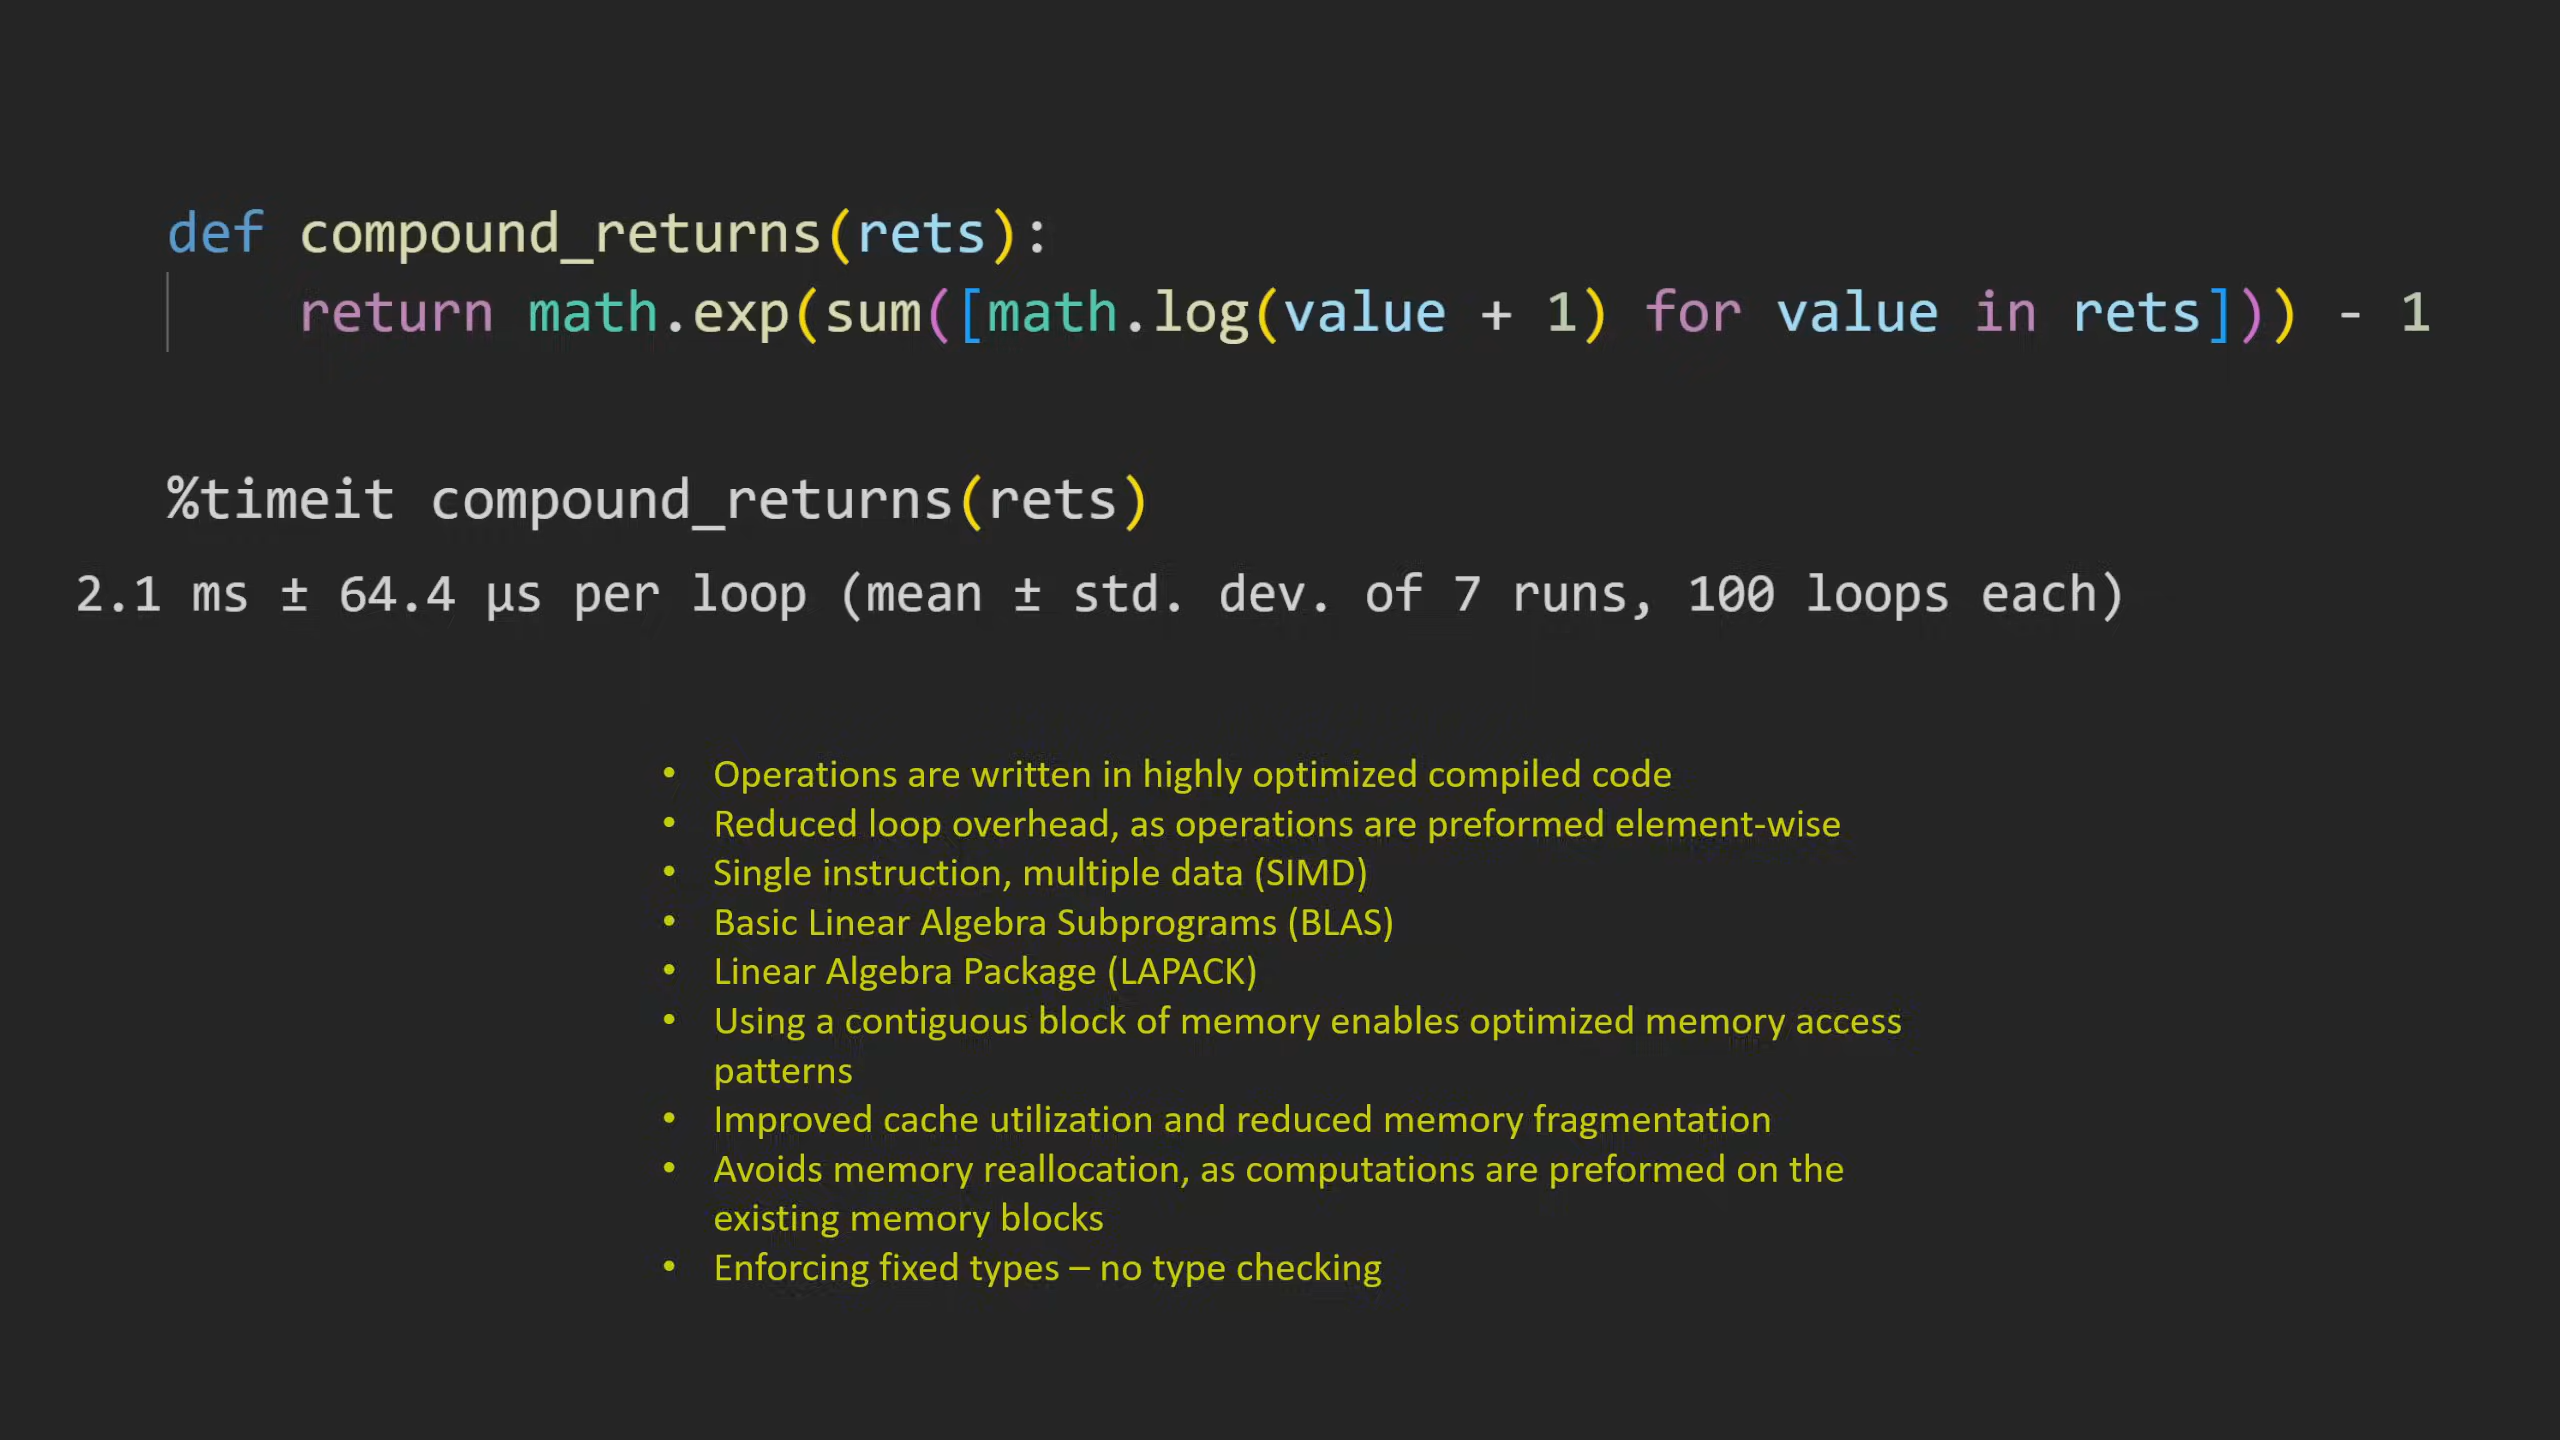 def compound_returns(rets):
return math.exp(sum([math.log(value + 1) for value in rets])) - 1
%timeit compound_returns(rets)
2.1 ms ± 64.4 µs per loop (mean ± std. dev. of 7 runs, 100 loops each)
• Operations are written in highly optimized compiled code
• Reduced loop overhead, as operations are preformed element-wise
• Single instruction, multiple data (SIMD)
• Basic Linear Algebra Subprograms (BLAS)
• Linear Algebra Package (LAPACK)
• Using a contiguous block of memory enables optimized memory access
patterns
• Improved cache utilization and reduced memory fragmentation
• Avoids memory reallocation, as computations are preformed on the
existing memory blocks
• Enforcing fixed types – no type checking